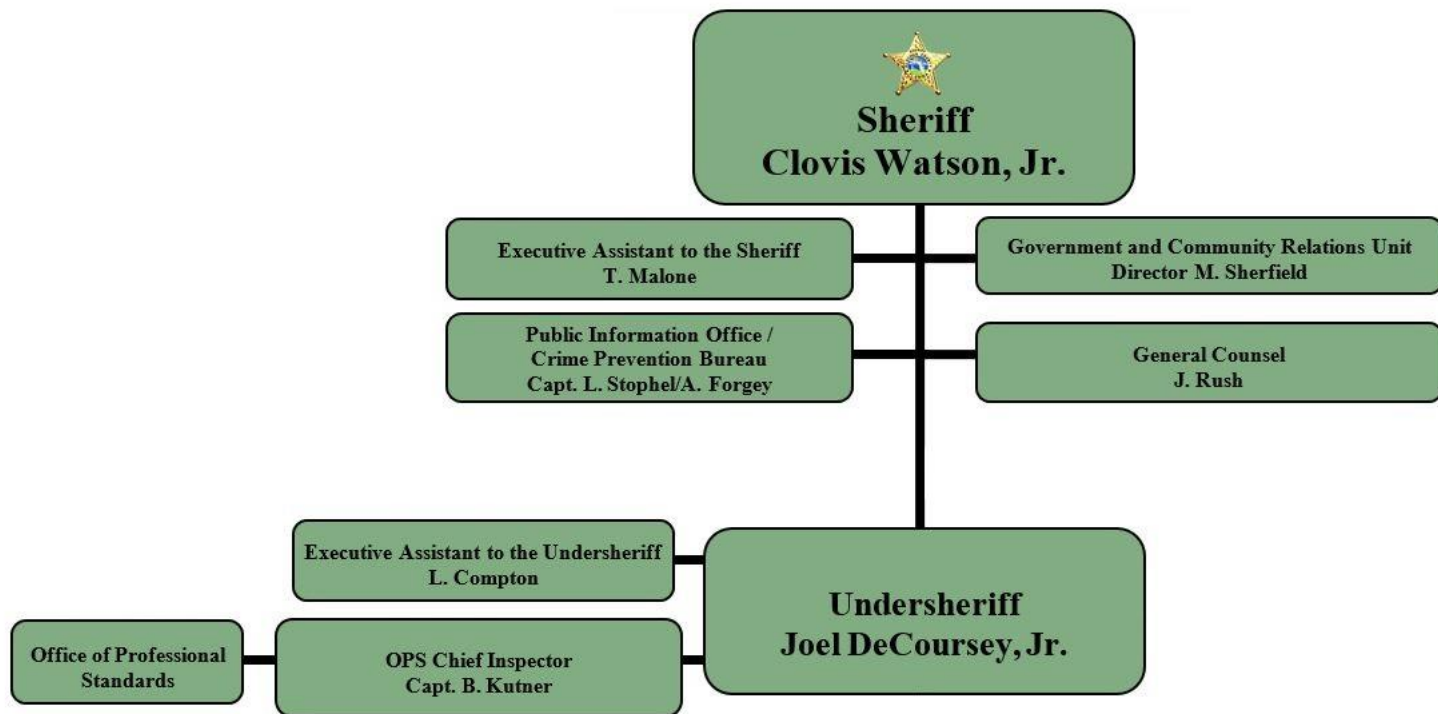 Sheriff
Clovis Watson, Jr.
Executive Assistant to the Sheriff
T. Malone
Government and Community Relations Unit
Director M. Sherfield
Public Information Office /
Crime Prevention Bureau
Capt. L. Stophel/A. Forgey
General Counsel
J. Rush
Executive Assistant to the Undersheriff
L. Compton
Undersheriff
Joel DeCoursey, Jr.
Office of Professional
Standards
OPS Chief Inspector
Capt. B. Kutner